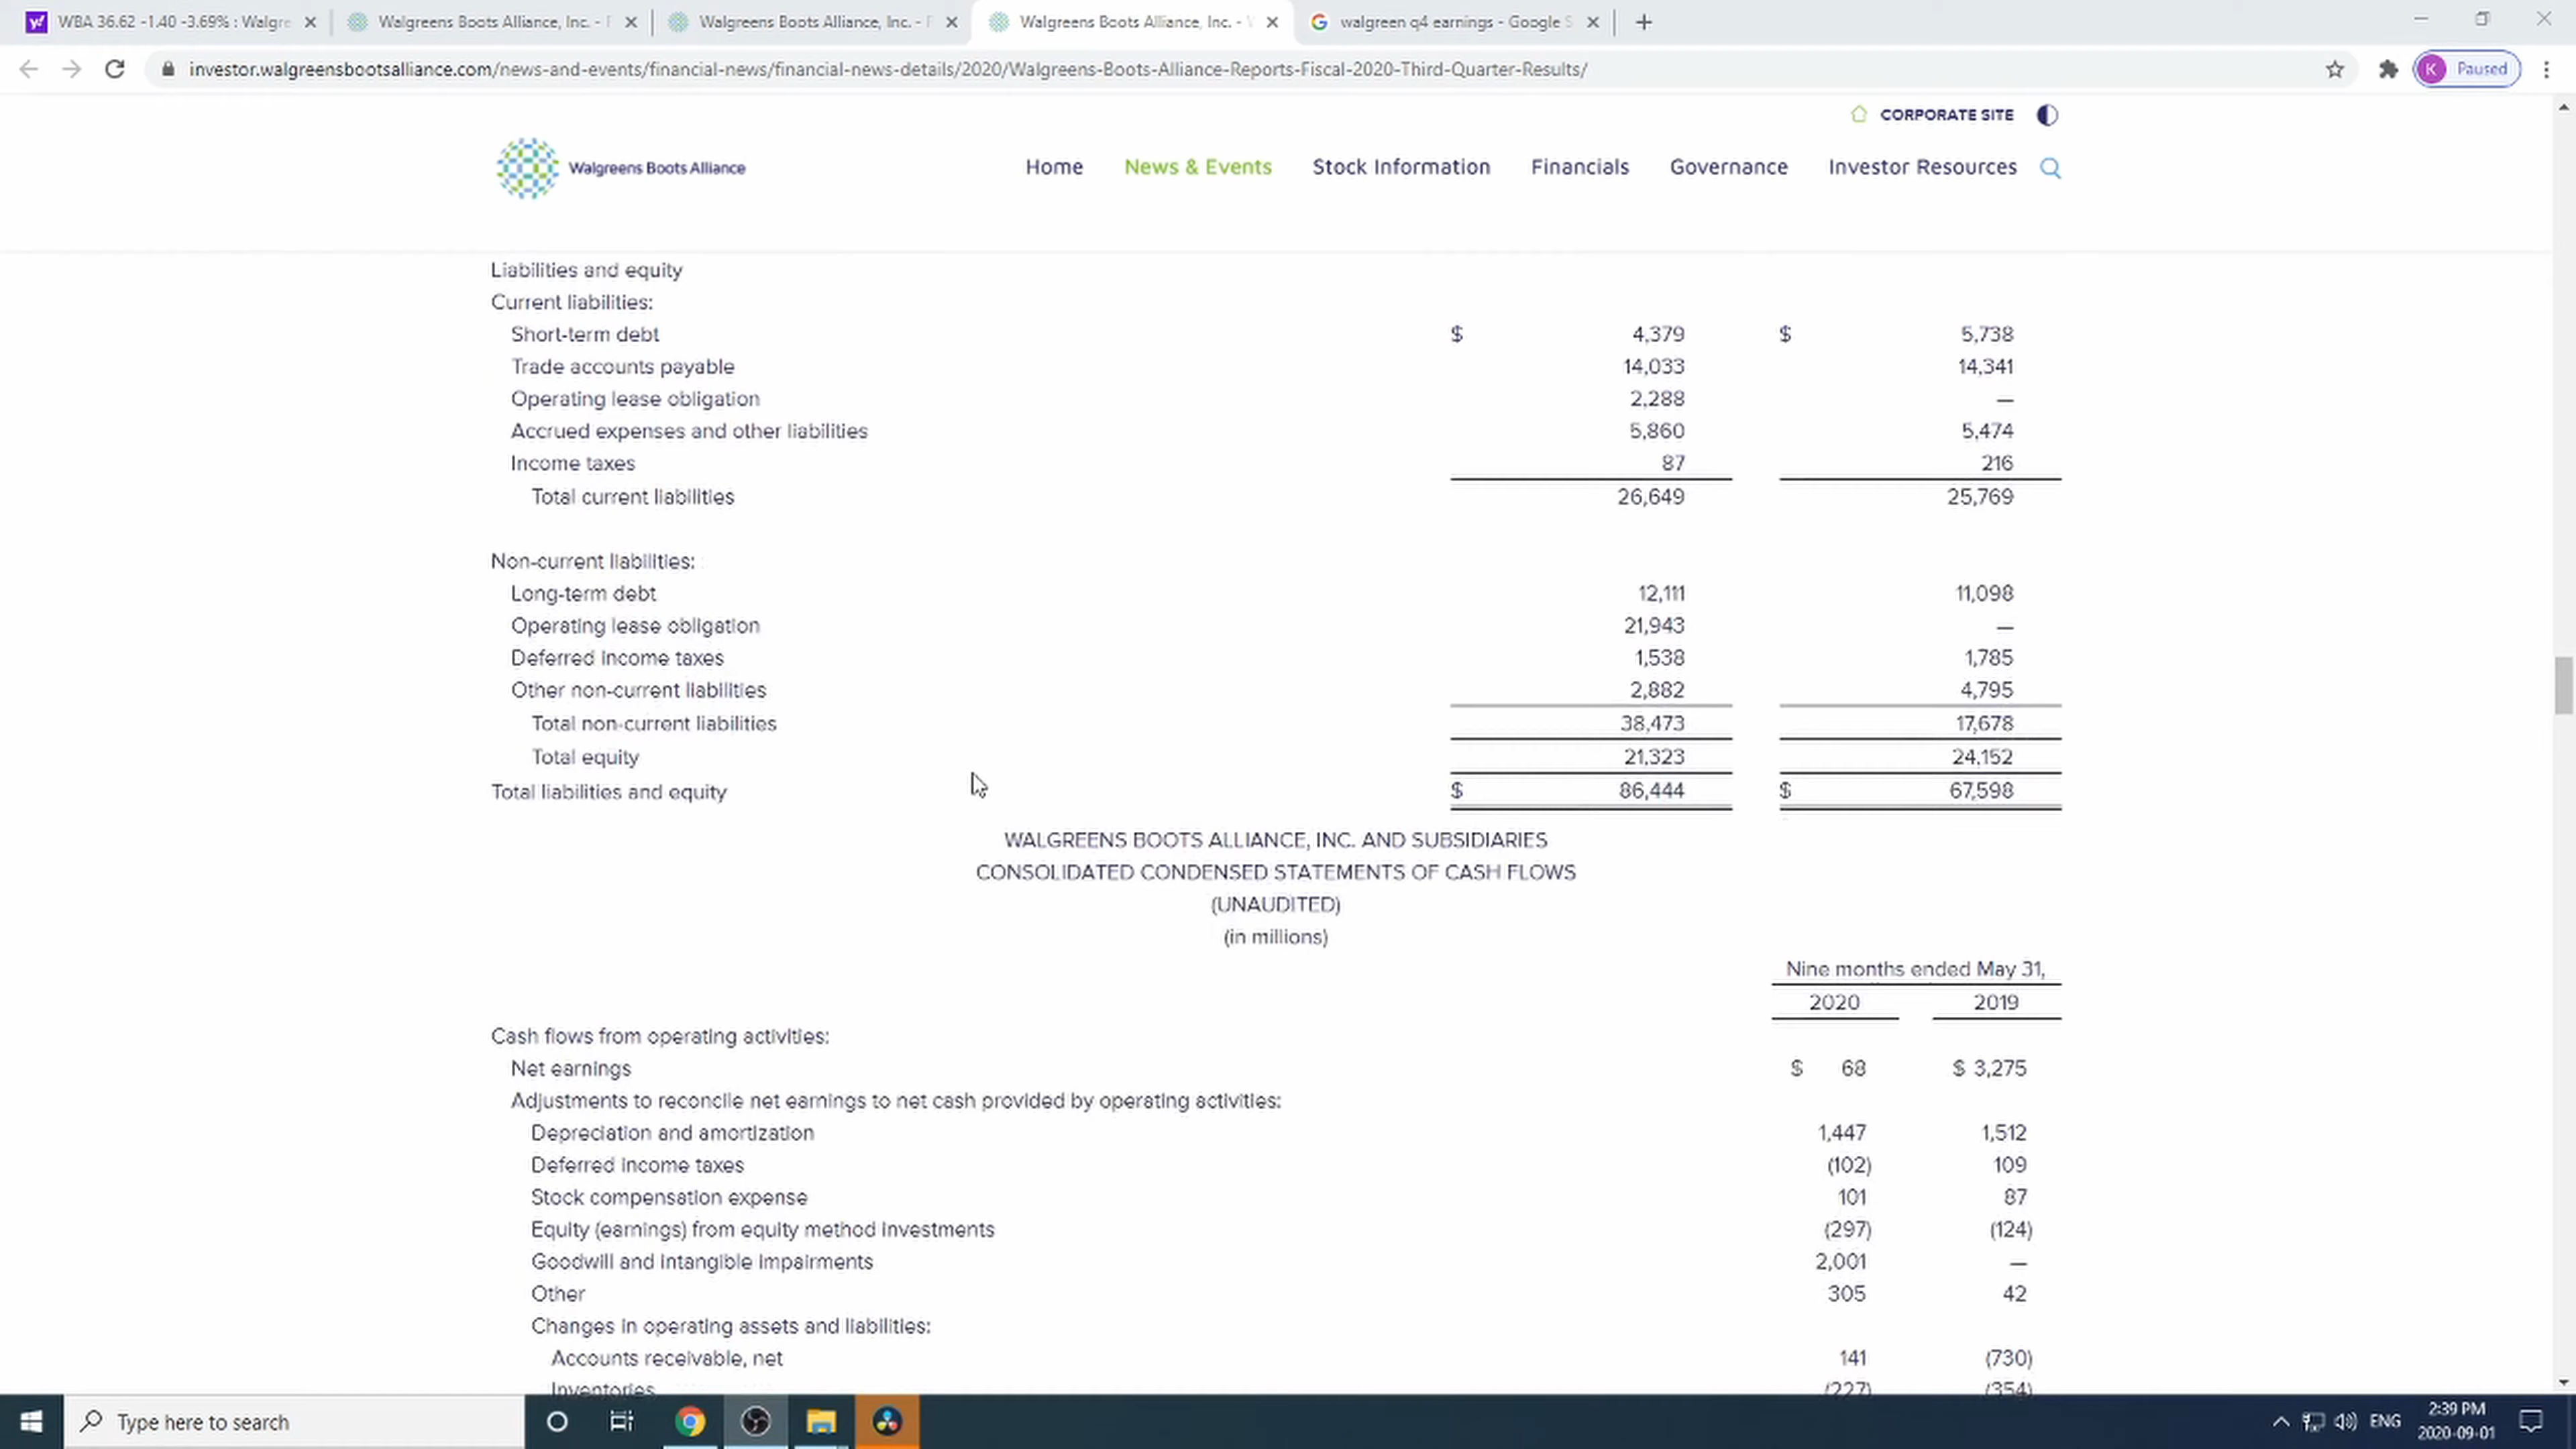 WBA 36.62 -1.40 -3.69% : Walgre
Walgreens Boots Alliance, Inc. - F
Walgreens Boots Alliance, Inc. - F
Walgreens Boots Alliance, Inc. -
walgreen q4 earnings - Google S
investor.walgreensbootsalliance.com/news-and-events/financial-news/financial-news-details/2020/Walgreens-Boots-Alliance-Reports-Fiscal-2020-Third-Quarter-Results/
K Paused
CORPORATE SITE
Walgreens Boots Alliance
Home News & Events Stock Information Financials Governance Investor Resources
Liabilities and equity
Current liabilities:
Short-term debt $ 4,379 $ 5,738
Trade accounts payable 14,033 14,341
Operating lease obligation 2,288 —
Accrued expenses and other liabilities 5,860 5,474
Income taxes 87 216
Total current liabilities 26,649 25,769
Non-current liabilities:
Long-term debt 12,111 11,098
Operating lease obligation 21,943 —
Deferred income taxes 1,538 1,785
Other non-current liabilities 2,882 4,795
Total non-current liabilities 38,473 17,678
Total equity 21,323 24,152
Total liabilities and equity $ 86,444 $ 67,598
WALGREENS BOOTS ALLIANCE, INC. AND SUBSIDIARIES
CONSOLIDATED CONDENSED STATEMENTS OF CASH FLOWS
(UNAUDITED)
(in millions)
Nine months ended May 31,
2020 2019
Cash flows from operating activities:
Net earnings $ 68 $ 3,275
Adjustments to reconcile net earnings to net cash provided by operating activities:
Depreciation and amortization 1,447 1,512
Deferred income taxes (102) 109
Stock compensation expense 101 87
Equity (earnings) from equity method investments (297) (124)
Goodwill and intangible impairments 2,001 —
Other 305 42
Changes in operating assets and liabilities:
Accounts receivable, net 141 (730)
Inventories (227) (354)
Type here to search
ENG
2:39 PM
2020-09-01